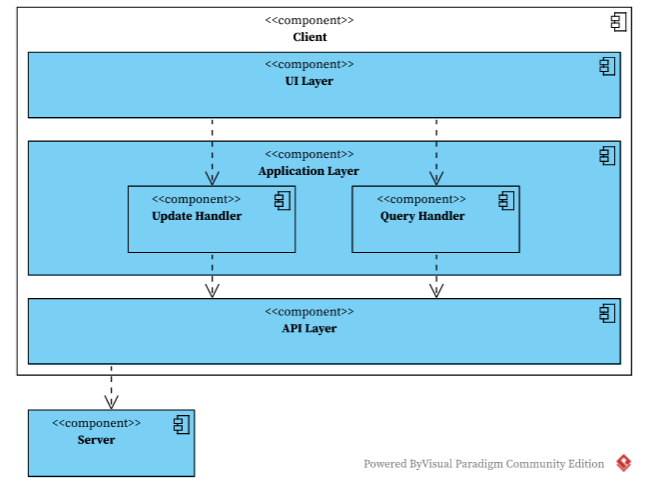 <<component>>
Client
<<component>>
UI Layer
<<component>>
Application Layer
<<component>>
Update Handler
<<component>>
Query Handler
<<component>>
API Layer
<<component>>
Server
Powered ByVisual Paradigm Community Edition